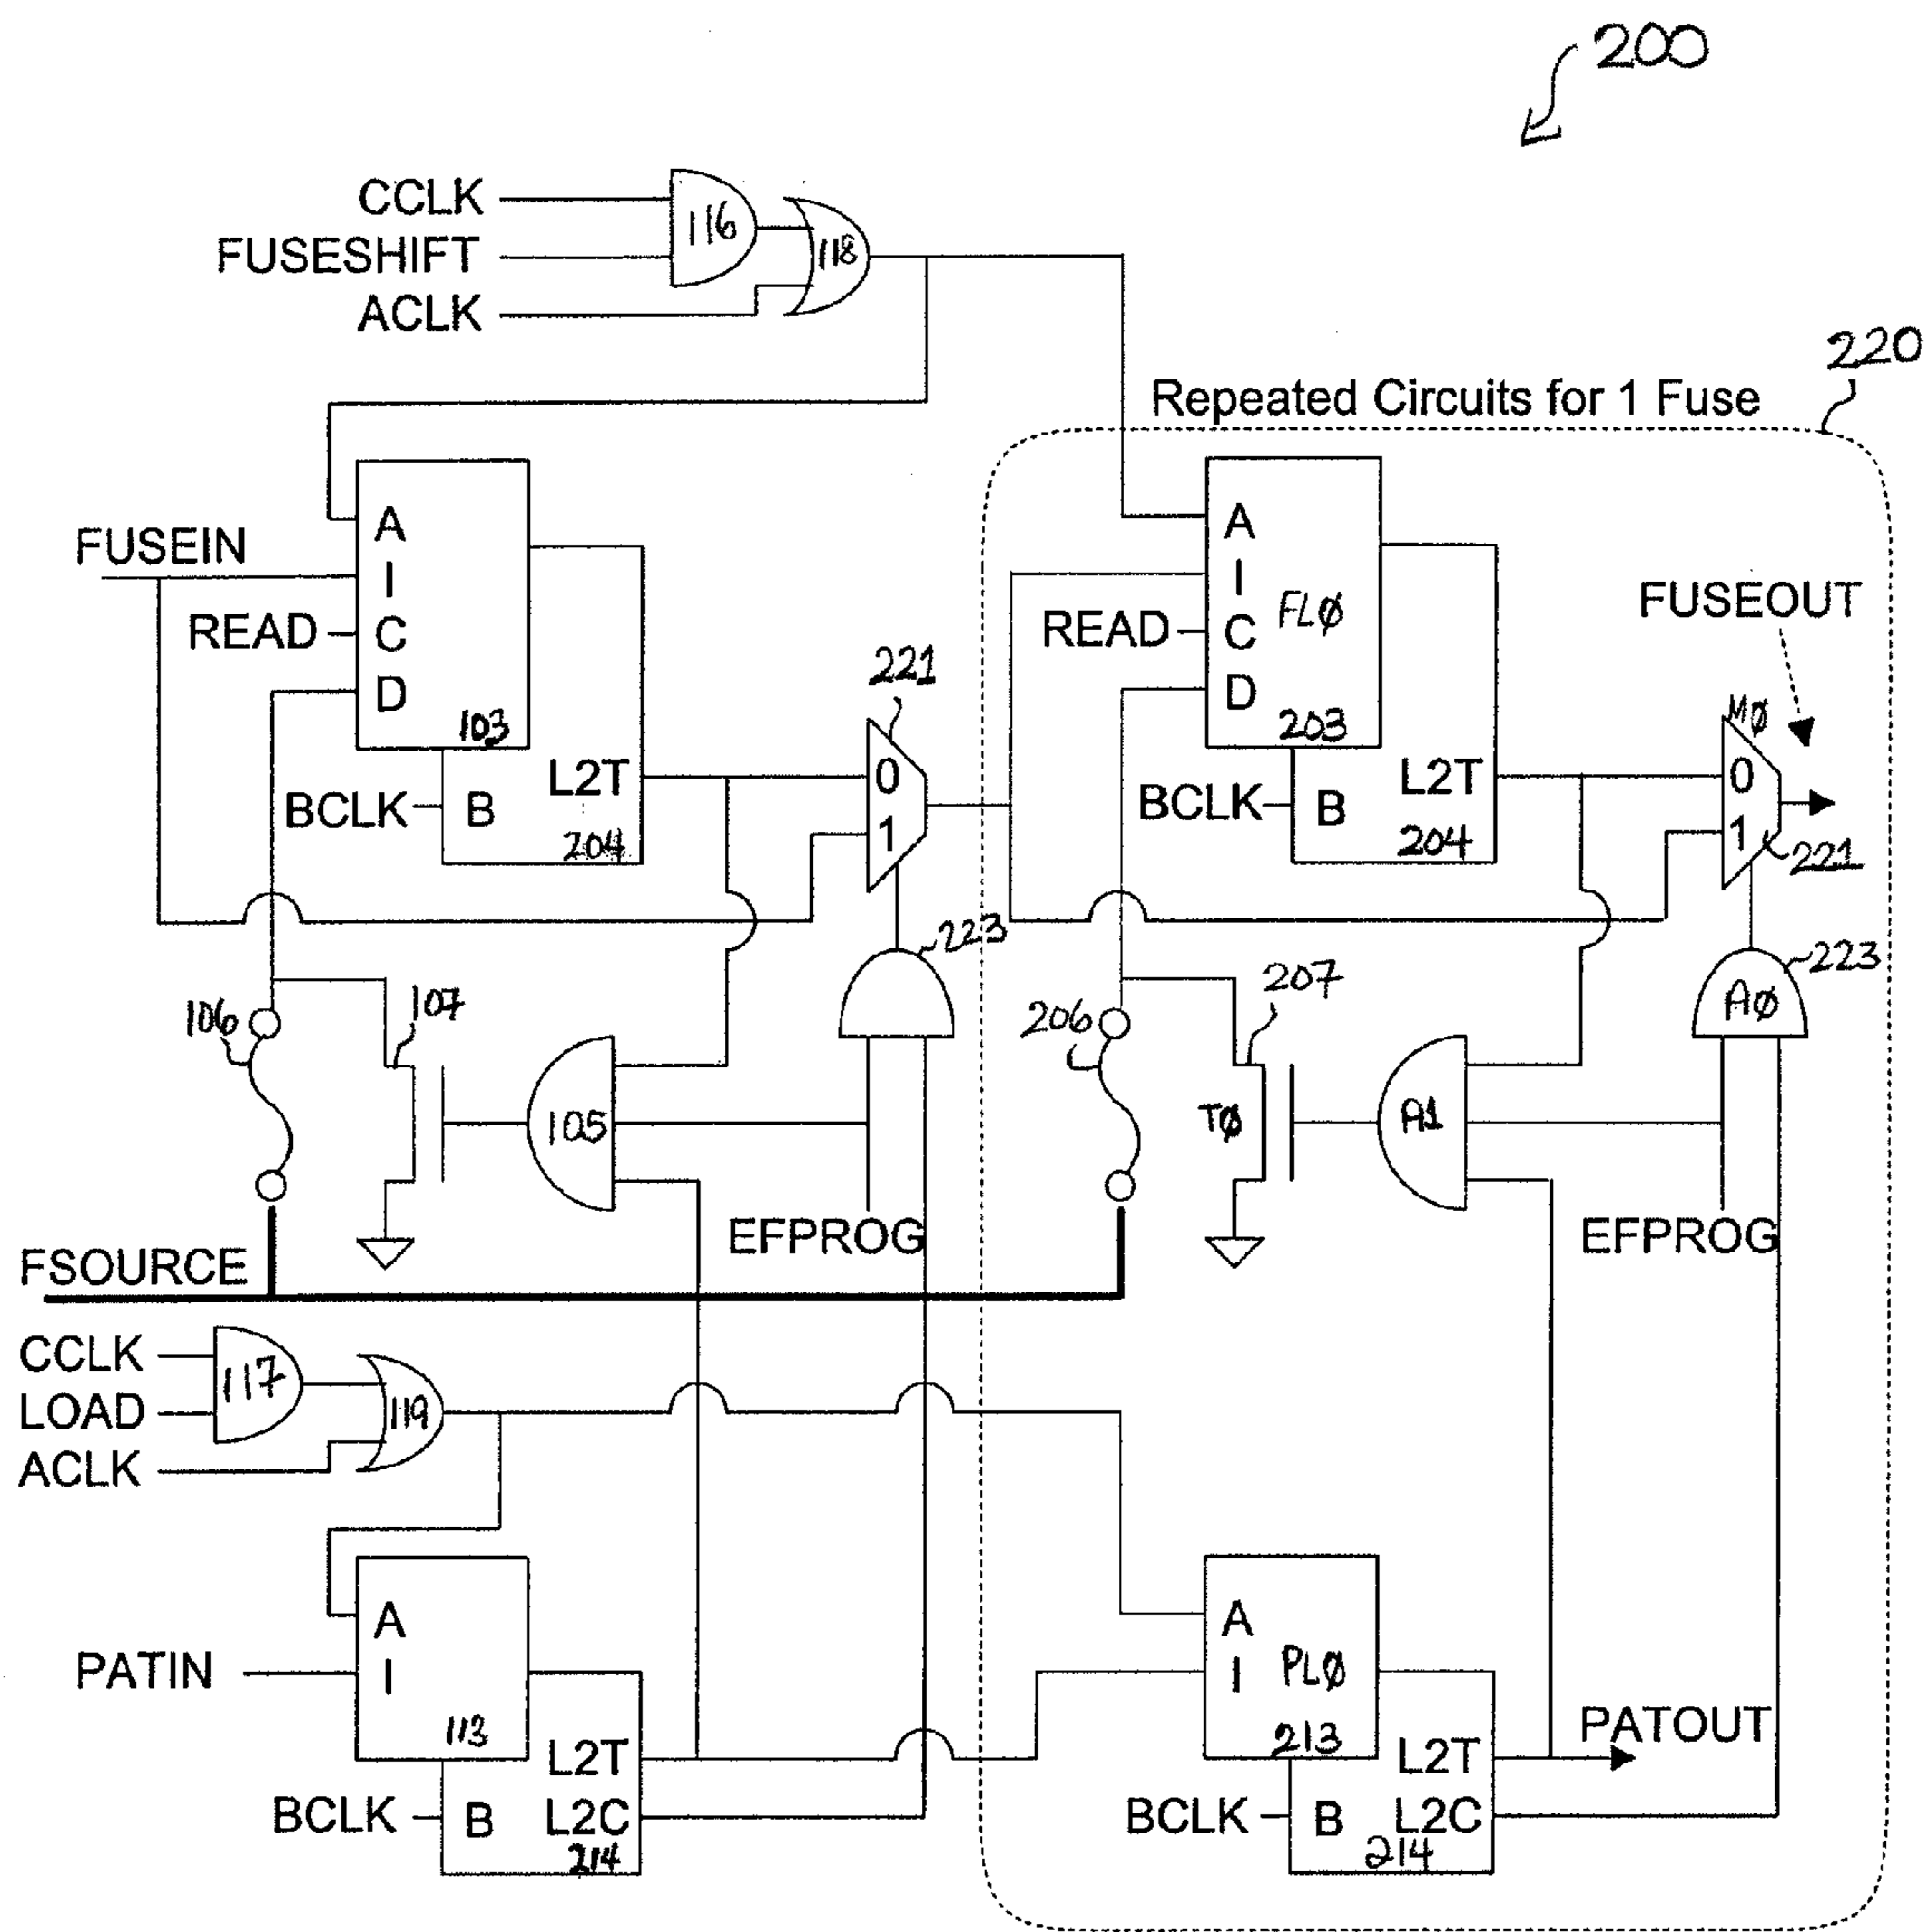 200
CCLK
FUSESHIFT
ACLK
116
118
220
Repeated Circuits for 1 Fuse
FUSEIN
READ
A
I
C
D
103
BCLK
B
L2T
204
221
0
1
READ
A
I
C
D
FLØ
203
BCLK
B
L2T
204
FUSEOUT
MØ
0
1
221
223
223
AØ
106
107
105
206
207
TØ
A1
EFPROG
EFPROG
FSOURCE
CCLK
LOAD
ACLK
117
119
PATIN
A
I
113
BCLK
B
L2T
L2C
214
A
I
PLØ
213
BCLK
B
L2T
L2C
214
PATOUT